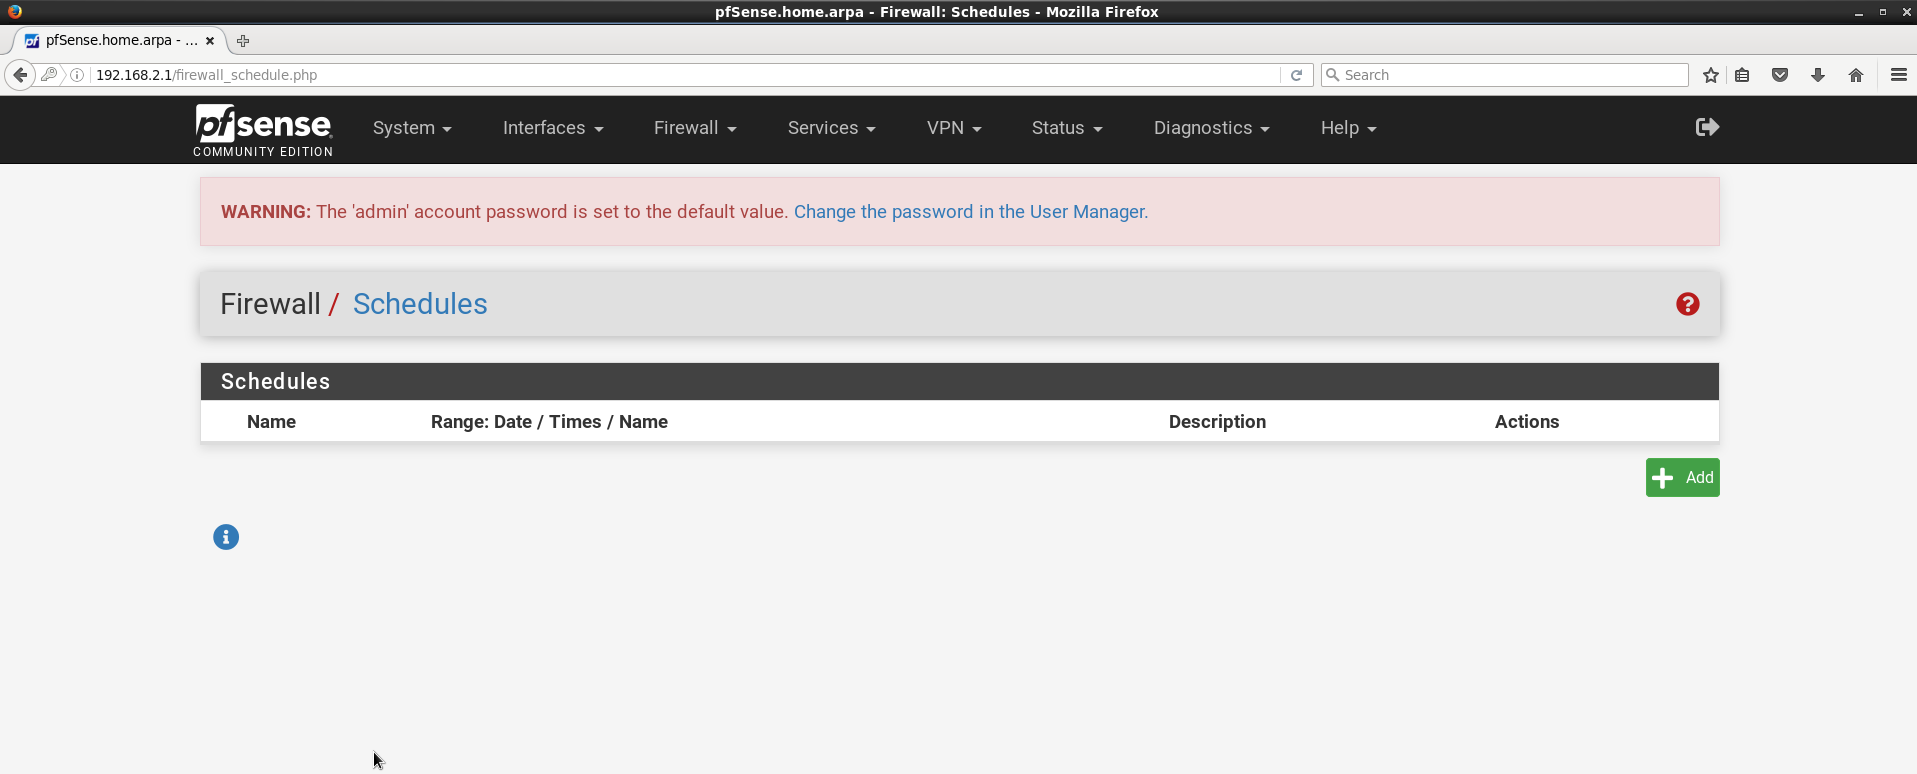 pfSense.home.arpa - Firewall: Schedules - Mozilla Firefox
pfSense.home.arpa - ...
192.168.2.1/firewall_schedule.php
Search
pfsense
COMMUNITY EDITION
System
Interfaces
Firewall
Services
VPN
Status
Diagnostics
Help
WARNING: The 'admin' account password is set to the default value. Change the password in the User Manager.
Firewall / Schedules
Schedules
Name Range: Date / Times / Name Description Actions
Add